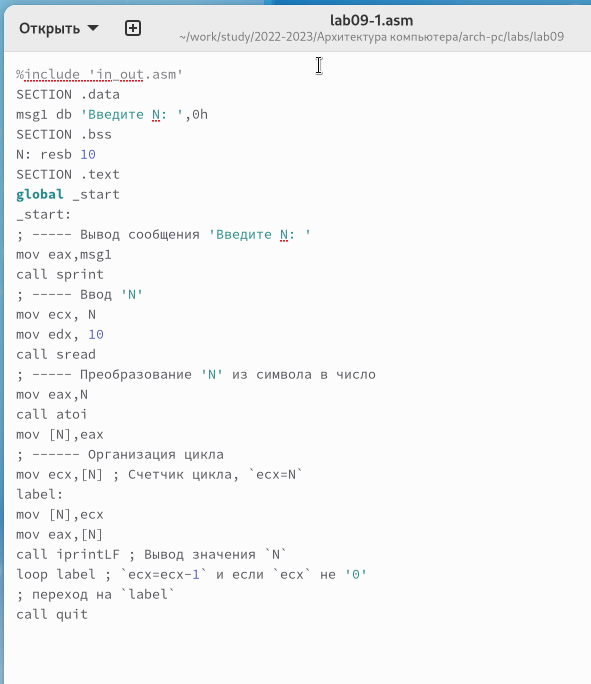 Открыть
lab09-1.asm
~/work/study/2022-2023/Архитектура компьютера/arch-pc/labs/lab09
%include 'in_out.asm'
SECTION .data
msg1 db 'Введите N: ',0h
SECTION .bss
N: resb 10
SECTION .text
global _start
_start:
; ----- Вывод сообщения 'Введите N: '
mov eax,msg1
call sprint
; ----- Ввод 'N'
mov ecx, N
mov edx, 10
call sread
; ----- Преобразование 'N' из символа в число
mov eax,N
call atoi
mov [N],eax
; ------ Организация цикла
mov ecx,[N] ; Счетчик цикла, `ecx=N`
label:
mov [N],ecx
mov eax,[N]
call iprintLF ; Вывод значения `N`
loop label ; `ecx=ecx-1` и если `ecx` не '0'
; переход на `label`
call quit